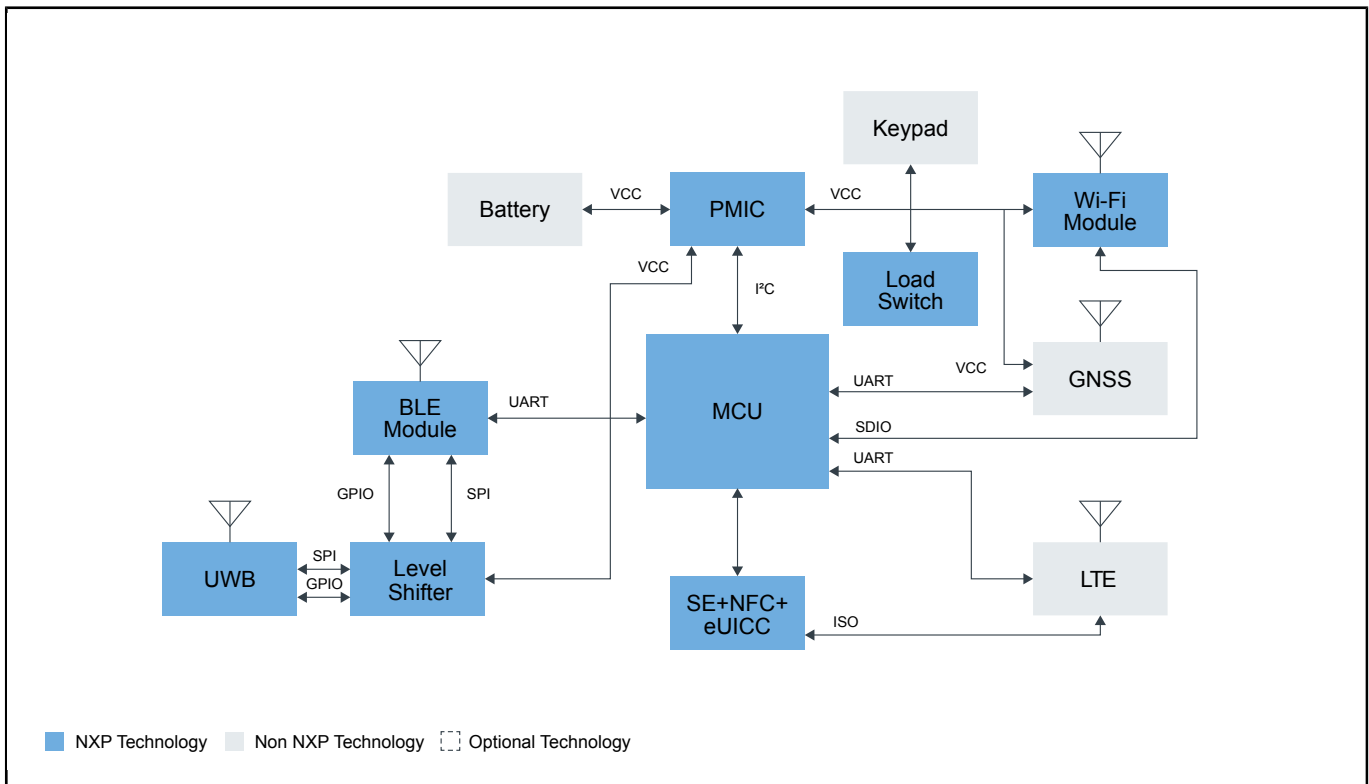 Keypad
Battery
VCC
PMIC
VCC
Wi-Fi
Module
VCC
I²C
Load
Switch
BLE
Module
UART
MCU
UART
VCC
GNSS
SDIO
UART
GPIO
SPI
UWB
SPI
GPIO
Level
Shifter
SE+NFC+
eUICC
ISO
LTE
NXP Technology
Non NXP Technology
Optional Technology